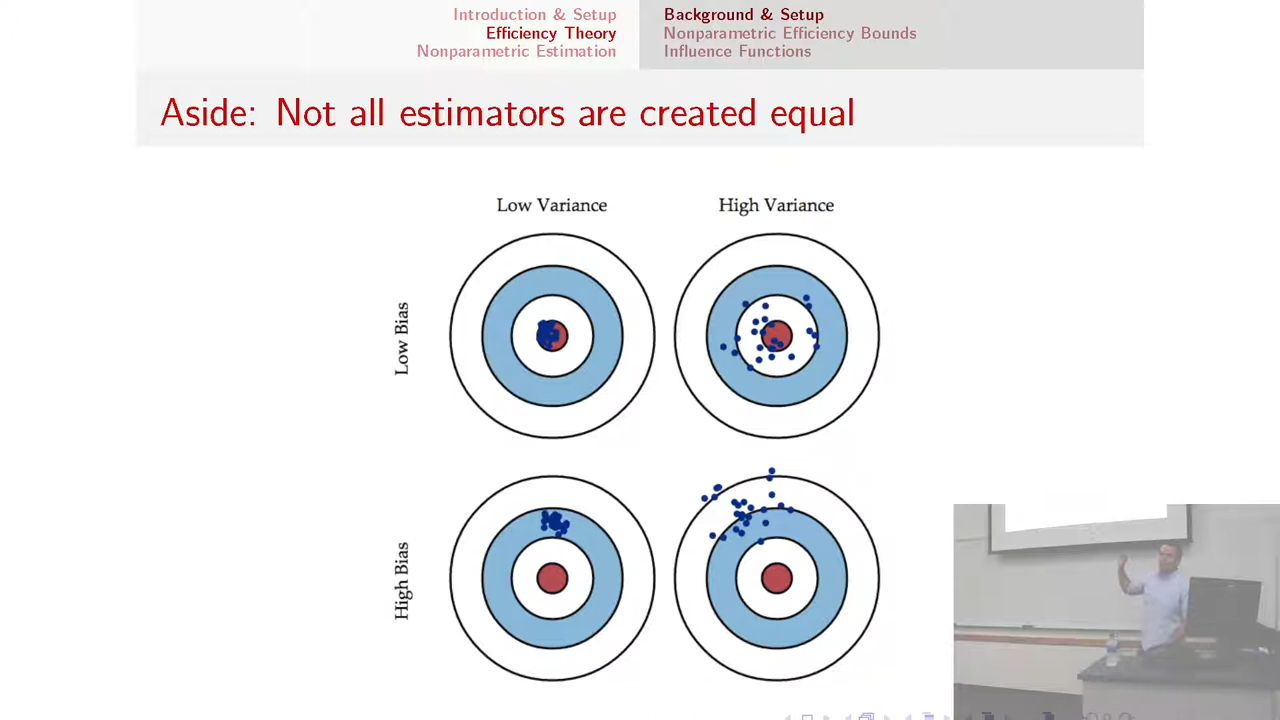 Introduction & Setup
Efficiency Theory
Nonparametric Estimation
Background & Setup
Nonparametric Efficiency Bounds
Influence Functions
Aside: Not all estimators are created equal
Low Variance
High Variance
Low Bias
High Bias